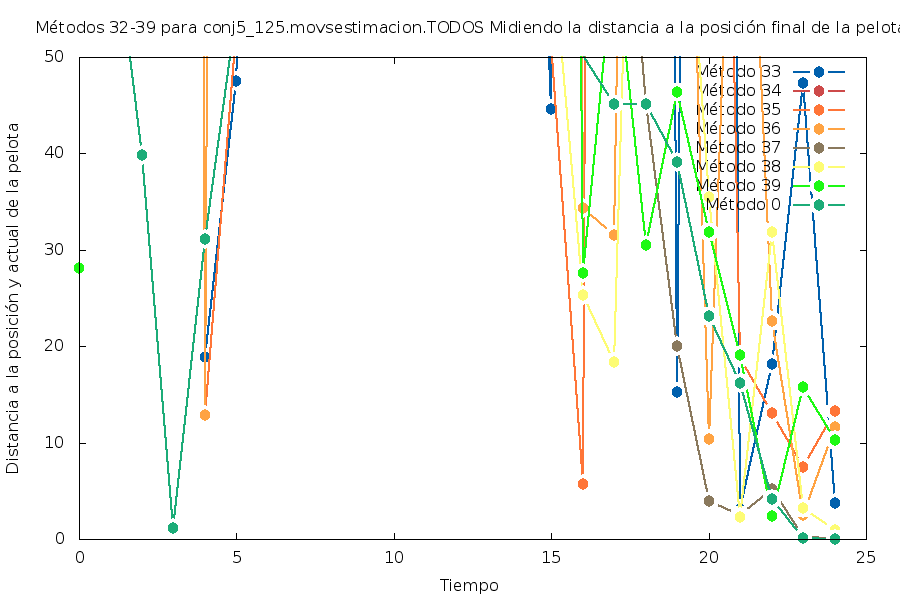 Métodos 32-39 para conj5_125.movsestimacion.TODOS Midiendo la distancia a la posición final de la pelota
Distancia a la posición y actual de la pelota
50
40
30
20
10
0
Método 33
Método 34
Método 35
Método 36
Método 37
Método 38
Método 39
Método 0
0 5 10 15 20 25
Tiempo